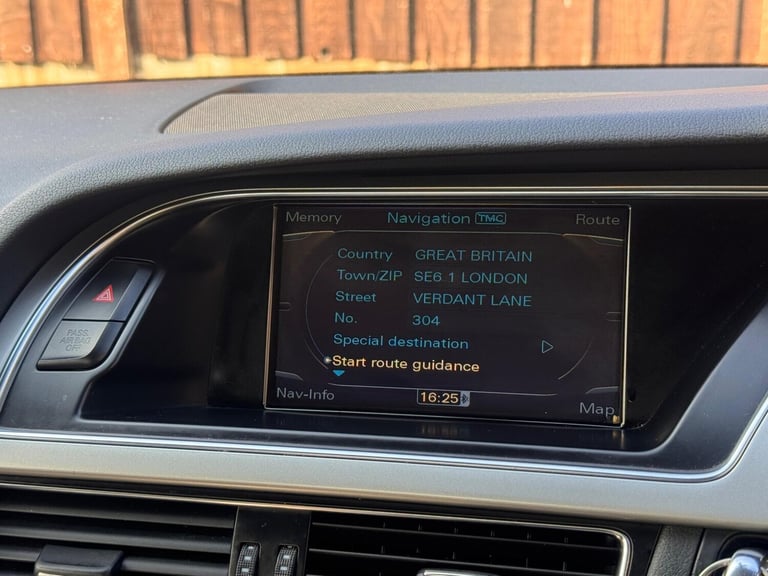 Memory Navigation TMC Route
Country GREAT BRITAIN
Town/ZIP SE6 1 LONDON
Street VERDANT LANE
No. 304
Special destination
Start route guidance
Nav-Info 16:25 Map
PASS.
AIR BAG
OFF